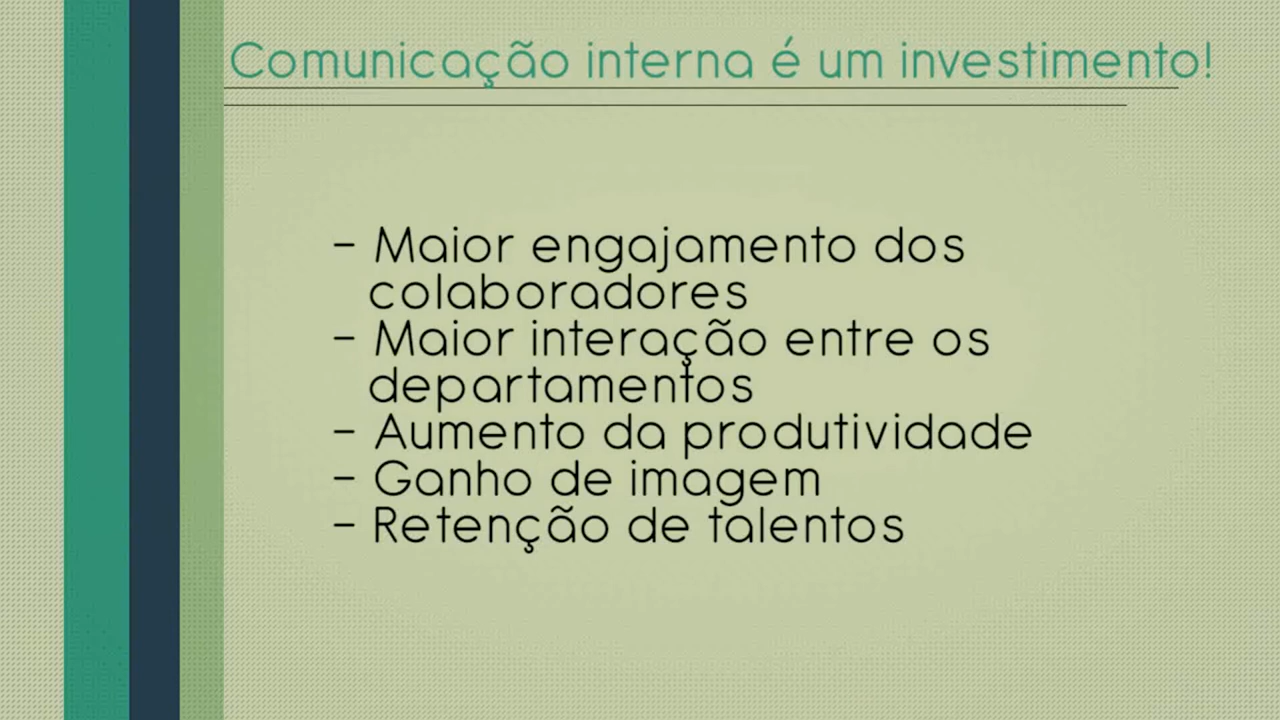 Comunicação interna é um investimento!
- Maior engajamento dos
colaboradores
- Maior interação entre os
departamentos
- Aumento da produtividade
- Ganho de imagem
- Retenção de talentos